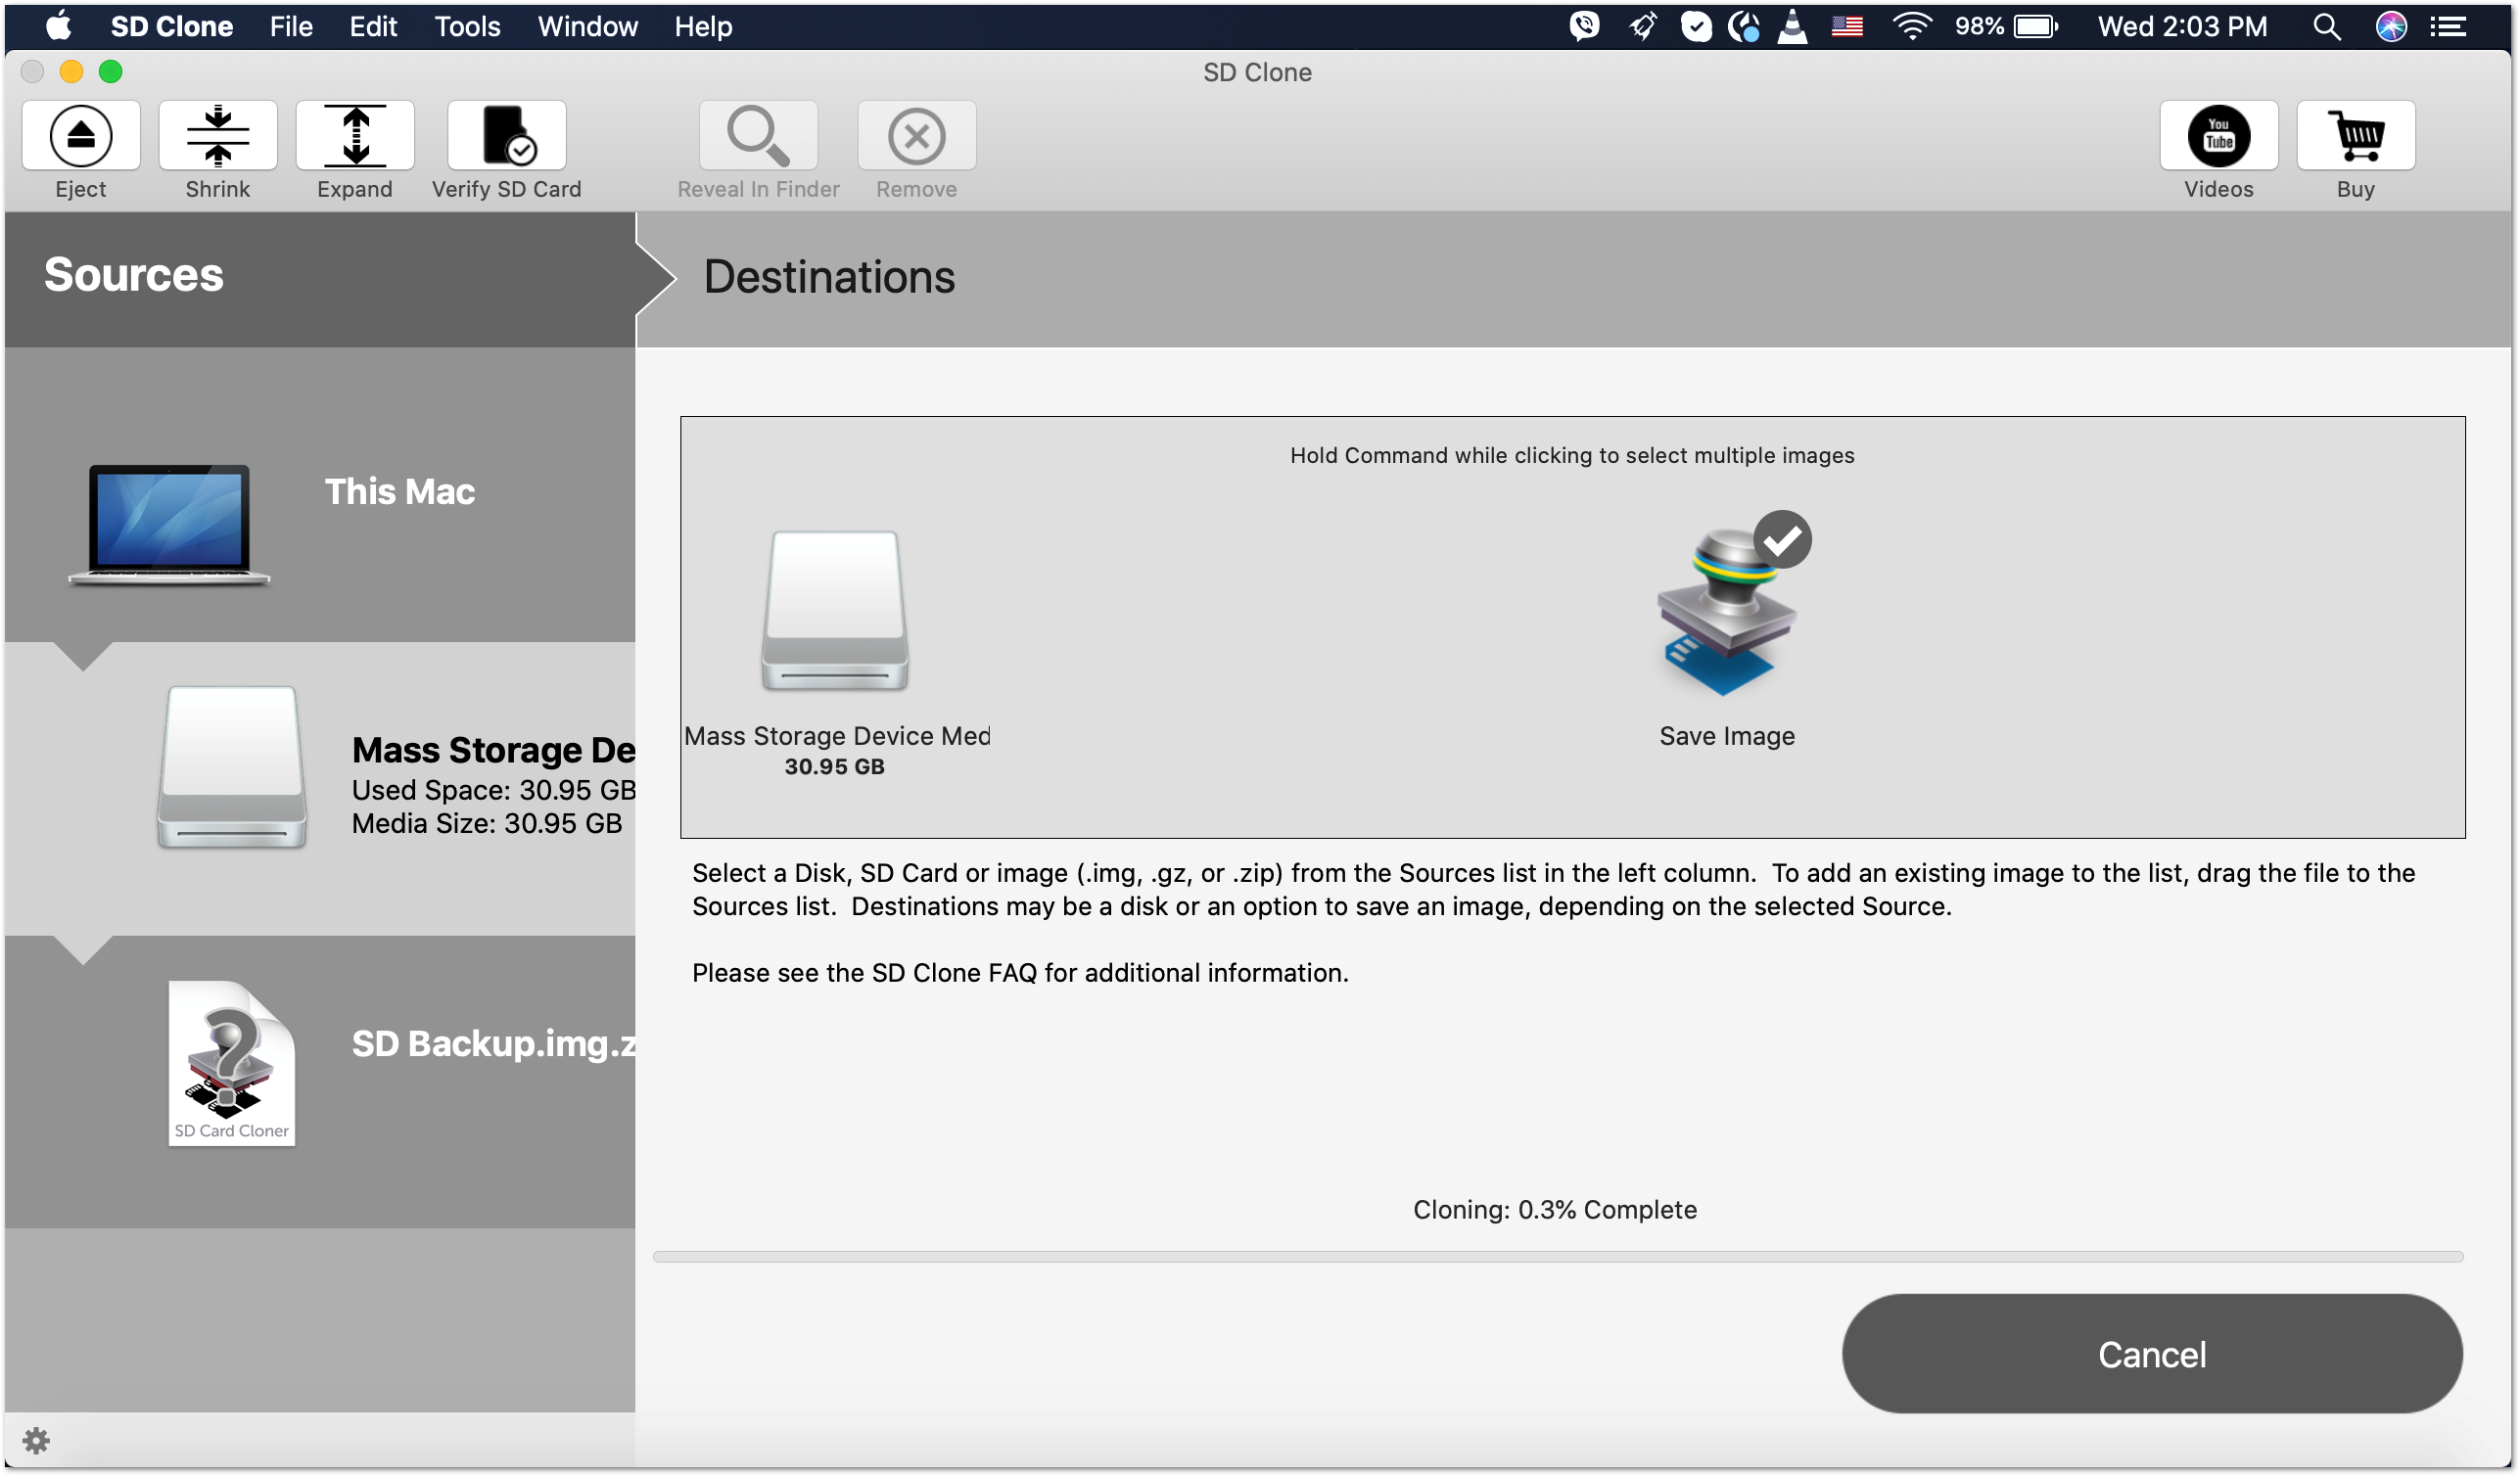 SD Clone File Edit Tools Window Help 98% Wed 2:03 PM
SD Clone
Eject Shrink Expand Verify SD Card Reveal In Finder Remove You Tube Videos Buy
Sources
Destinations
This Mac
Hold Command while clicking to select multiple images
Mass Storage Device Med
30.95 GB
Save Image
Mass Storage De
Used Space: 30.95 GB
Media Size: 30.95 GB
Select a Disk, SD Card or image (.img, .gz, or .zip) from the Sources list in the left column. To add an existing image to the list, drag the file to the
Sources list. Destinations may be a disk or an option to save an image, depending on the selected Source.
Please see the SD Clone FAQ for additional information.
SD Backup.img.z
SD Card Cloner
Cloning: 0.3% Complete
Cancel